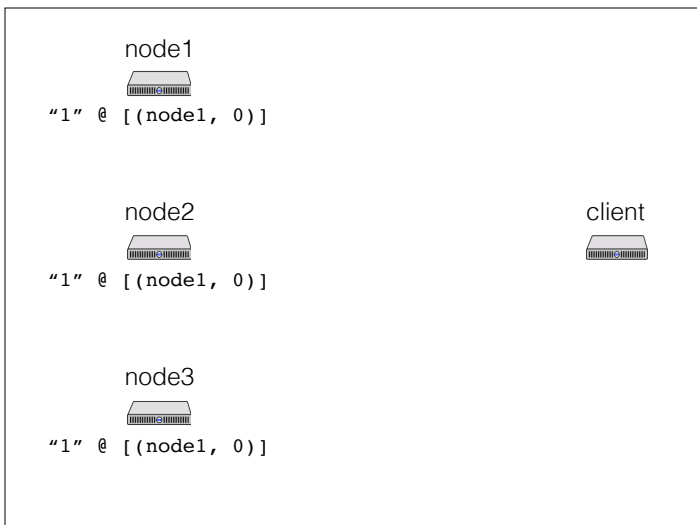 node1
“1” @ [(node1, 0)]
node2
client
“1” @ [(node1, 0)]
node3
“1” @ [(node1, 0)]